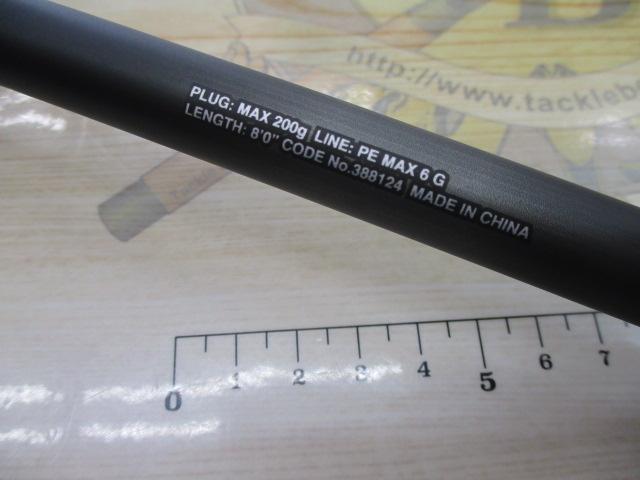 http://www.tacklebe
PLUG: MAX 200g LINE: PE MAX 6 G
LENGTH: 8'0" CODE No.388124 MADE IN CHINA
0 1 2 3 4 5 6 7